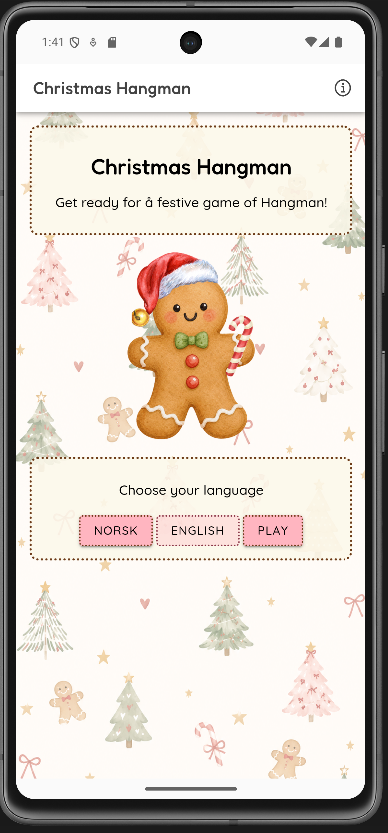 1:41
Christmas Hangman
Christmas Hangman
Get ready for å festive game of Hangman!
Choose your language
NORSK ENGLISH PLAY